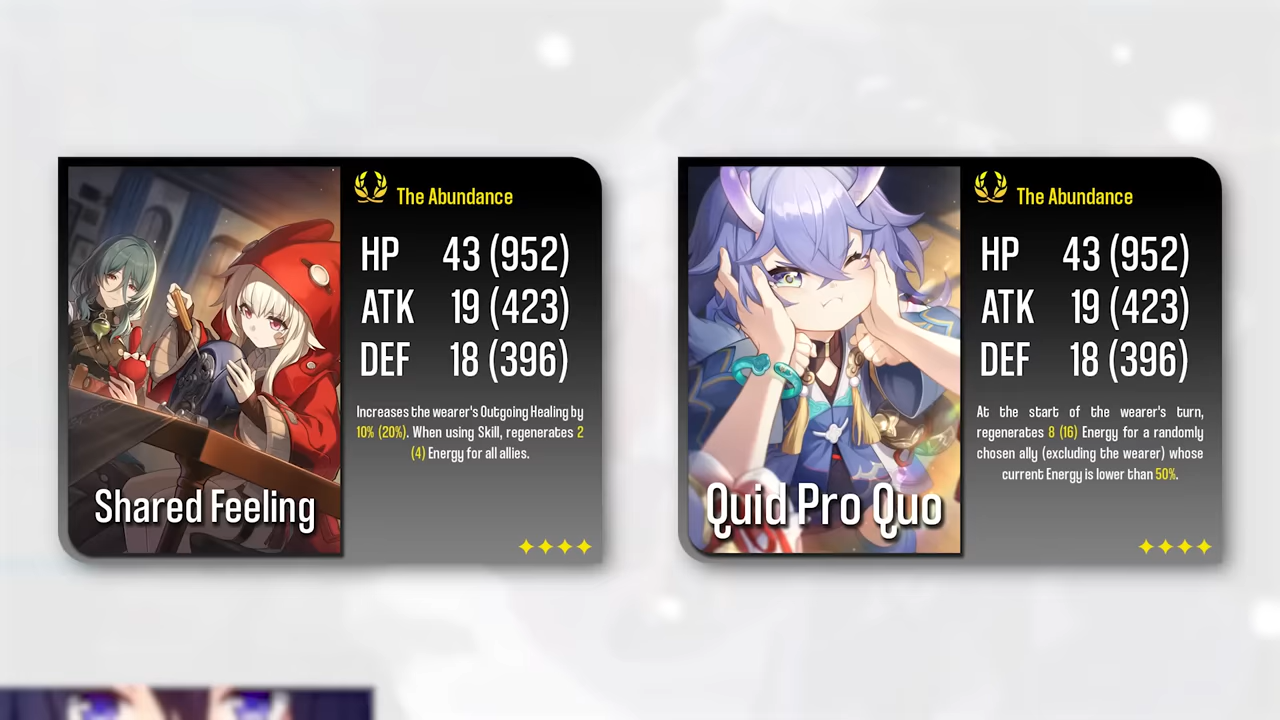 The Abundance
HP 43 (952)
ATK 19 (423)
DEF 18 (396)
Increases the wearer's Outgoing Healing by
10% (20%). When using Skill, regenerates 2
(4) Energy for all allies.
Shared Feeling
The Abundance
HP 43 (952)
ATK 19 (423)
DEF 18 (396)
At the start of the wearer's turn,
regenerates 8 (16) Energy for a randomly
chosen ally (excluding the wearer) whose
current Energy is lower than 50%.
Quid Pro Quo